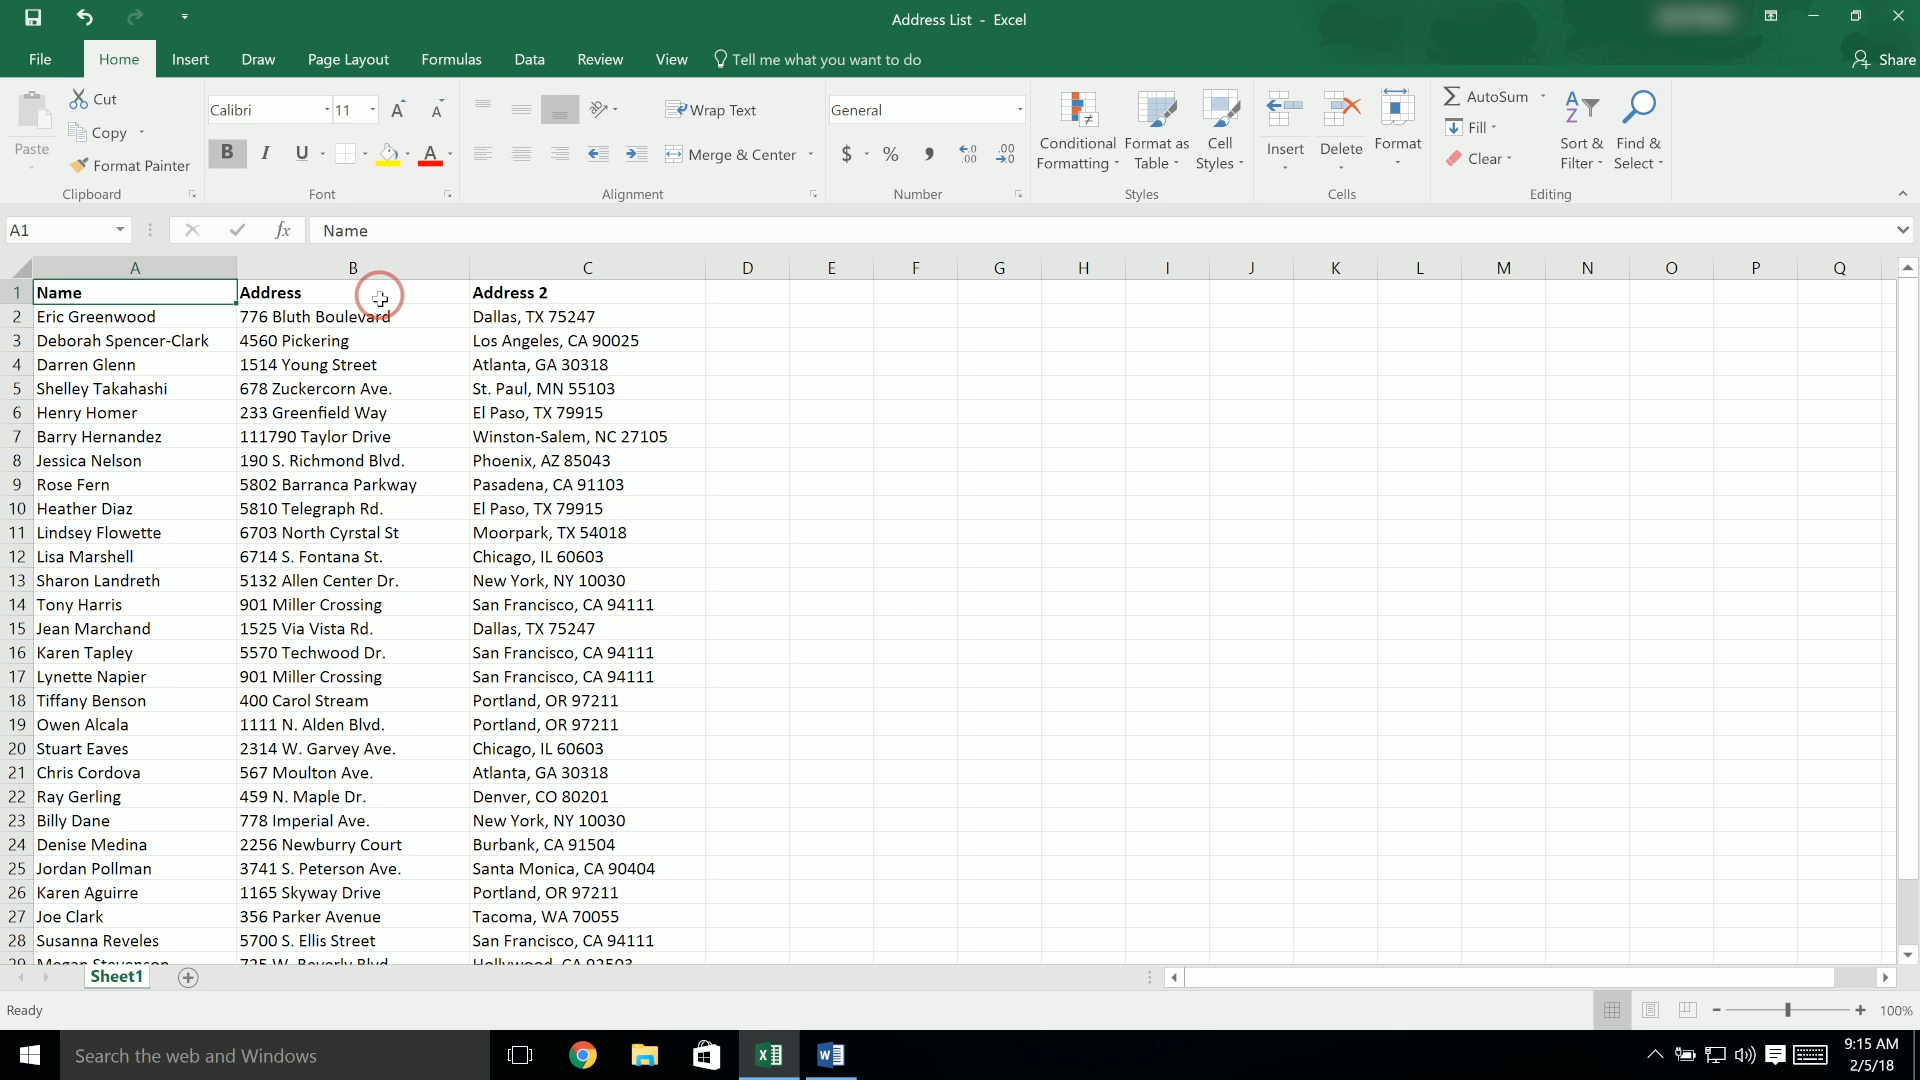 Address List - Excel
File Home Insert Draw Page Layout Formulas Data Review View Tell me what you want to do Share
Paste Cut Copy Format Painter Clipboard
Calibri 11 B I U A Font
Wrap Text Merge & Center Alignment
General $ % , Number
Conditional Formatting Format as Table Cell Styles Styles
Insert Delete Format Cells
AutoSum Fill Clear Sort & Filter Find & Select Editing
A1 fx Name
A B C D E F G H I J K L M N O P Q
1 Name Address Address 2
2 Eric Greenwood 776 Bluth Boulevard Dallas, TX 75247
3 Deborah Spencer-Clark 4560 Pickering Los Angeles, CA 90025
4 Darren Glenn 1514 Young Street Atlanta, GA 30318
5 Shelley Takahashi 678 Zuckercorn Ave. St. Paul, MN 55103
6 Henry Homer 233 Greenfield Way El Paso, TX 79915
7 Barry Hernandez 111790 Taylor Drive Winston-Salem, NC 27105
8 Jessica Nelson 190 S. Richmond Blvd. Phoenix, AZ 85043
9 Rose Fern 5802 Barranca Parkway Pasadena, CA 91103
10 Heather Diaz 5810 Telegraph Rd. El Paso, TX 79915
11 Lindsey Flowette 6703 North Cyrstal St Moorpark, TX 54018
12 Lisa Marshell 6714 S. Fontana St. Chicago, IL 60603
13 Sharon Landreth 5132 Allen Center Dr. New York, NY 10030
14 Tony Harris 901 Miller Crossing San Francisco, CA 94111
15 Jean Marchand 1525 Via Vista Rd. Dallas, TX 75247
16 Karen Tapley 5570 Techwood Dr. San Francisco, CA 94111
17 Lynette Napier 901 Miller Crossing San Francisco, CA 94111
18 Tiffany Benson 400 Carol Stream Portland, OR 97211
19 Owen Alcala 1111 N. Alden Blvd. Portland, OR 97211
20 Stuart Eaves 2314 W. Garvey Ave. Chicago, IL 60603
21 Chris Cordova 567 Moulton Ave. Atlanta, GA 30318
22 Ray Gerling 459 N. Maple Dr. Denver, CO 80201
23 Billy Dane 778 Imperial Ave. New York, NY 10030
24 Denise Medina 2256 Newburry Court Burbank, CA 91504
25 Jordan Pollman 3741 S. Peterson Ave. Santa Monica, CA 90404
26 Karen Aguirre 1165 Skyway Drive Portland, OR 97211
27 Joe Clark 356 Parker Avenue Tacoma, WA 70055
28 Susanna Reveles 5700 S. Ellis Street San Francisco, CA 94111
29 Megan Stevenson 725 W. Beverly Blvd. Hollywood, CA
Sheet1
Ready 100%
Search the web and Windows
9:15 AM
2/5/18